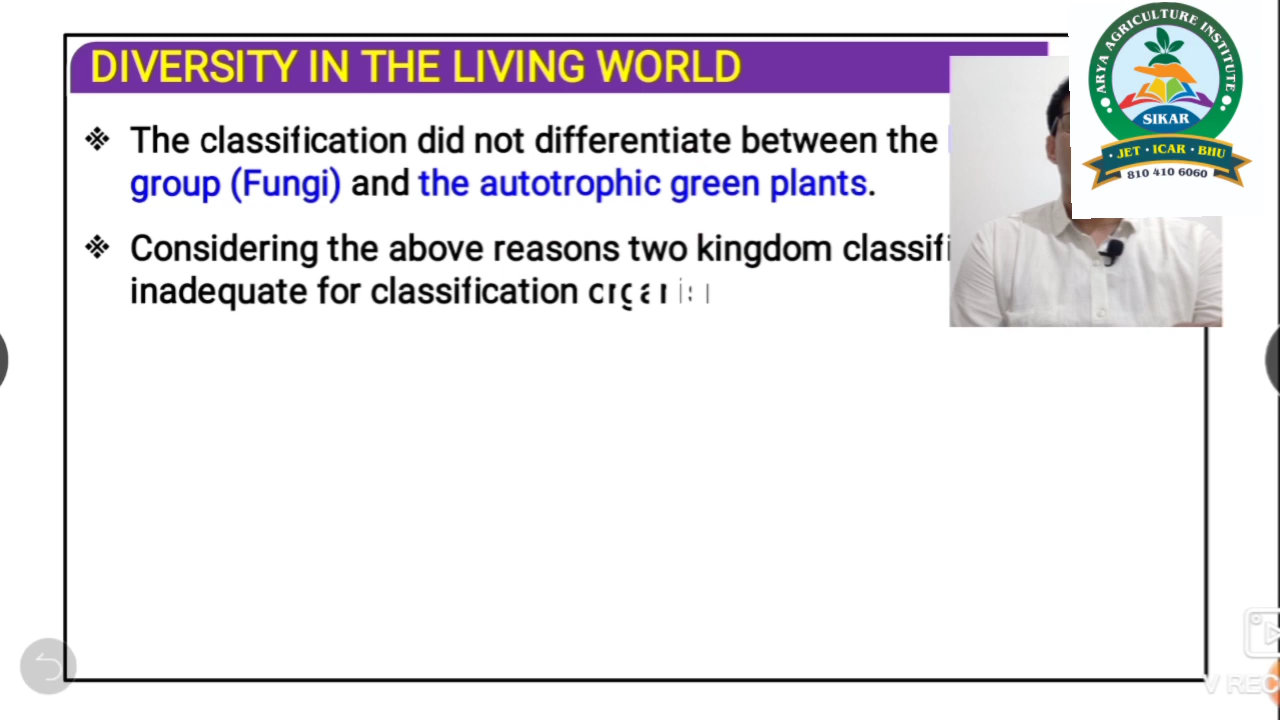 DIVERSITY IN THE LIVING WORLD
The classification did not differentiate between the
group (Fungi) and the autotrophic green plants.
Considering the above reasons two kingdom
inadequate for classification
ARYA AGRICULTURE INSTITUTE
SIKAR
· JET · ICAR · BHU
810 410 6060
V REC